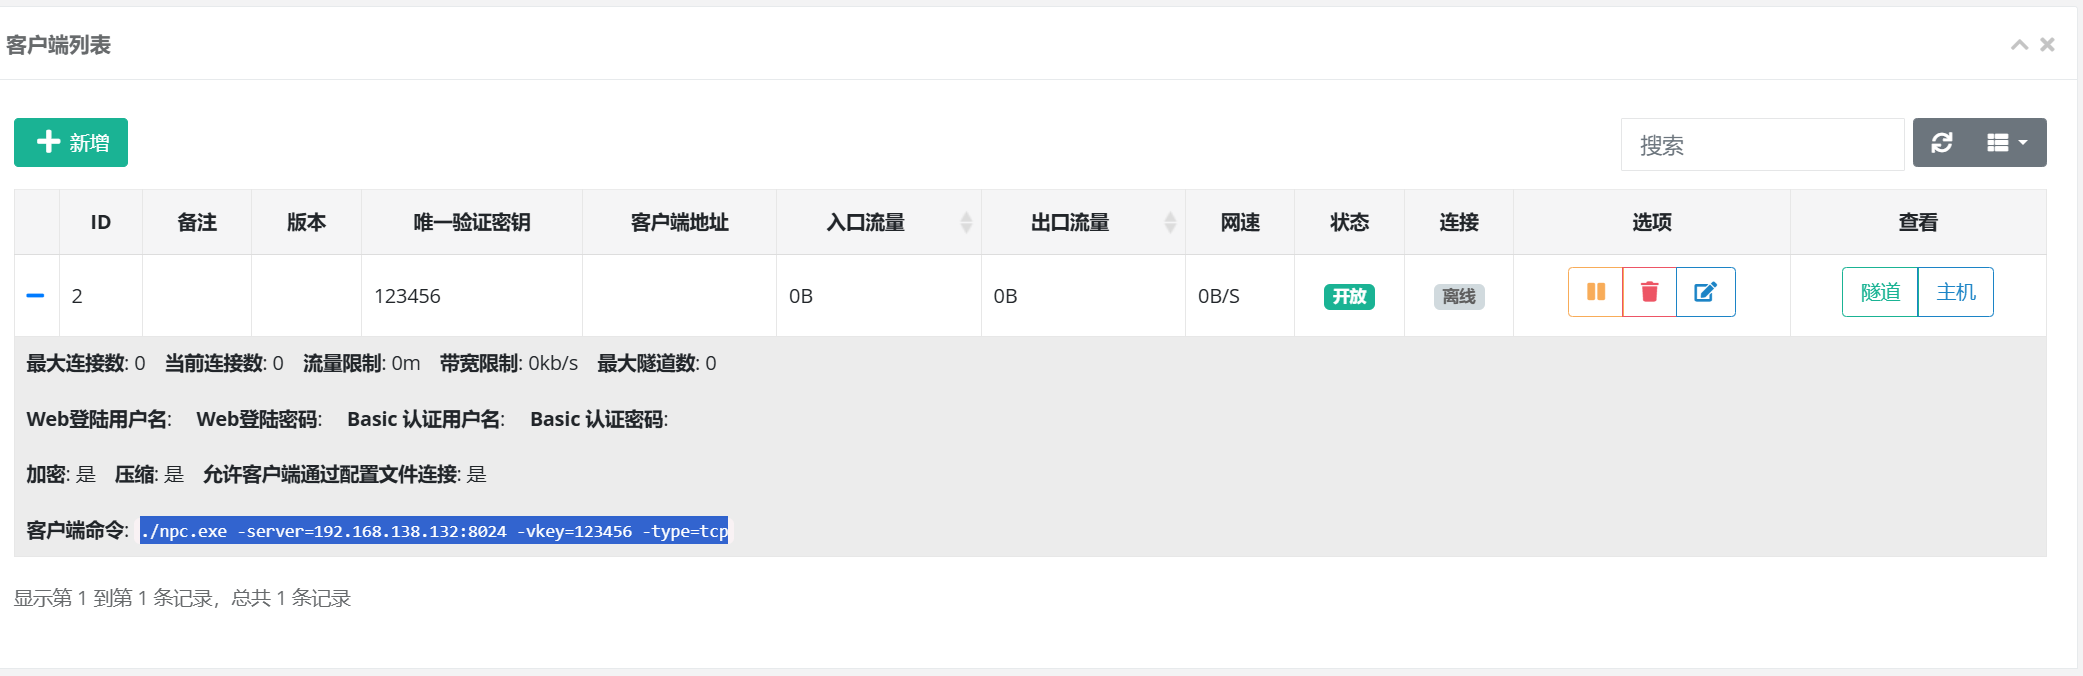 客户端列表
新增
搜索
ID 备注 版本 唯一验证密钥 客户端地址 入口流量 出口流量 网速 状态 连接 选项 查看
2 123456 0B 0B 0B/S 开放 离线 隧道 主机
最大连接数: 0 当前连接数: 0 流量限制: 0m 带宽限制: 0kb/s 最大隧道数: 0
Web登陆用户名: Web登陆密码: Basic 认证用户名: Basic 认证密码:
加密: 是 压缩: 是 允许客户端通过配置文件连接: 是
客户端命令: ./npc.exe -server=192.168.138.132:8024 -vkey=123456 -type=tcp
显示第 1 到第 1 条记录，总共 1 条记录